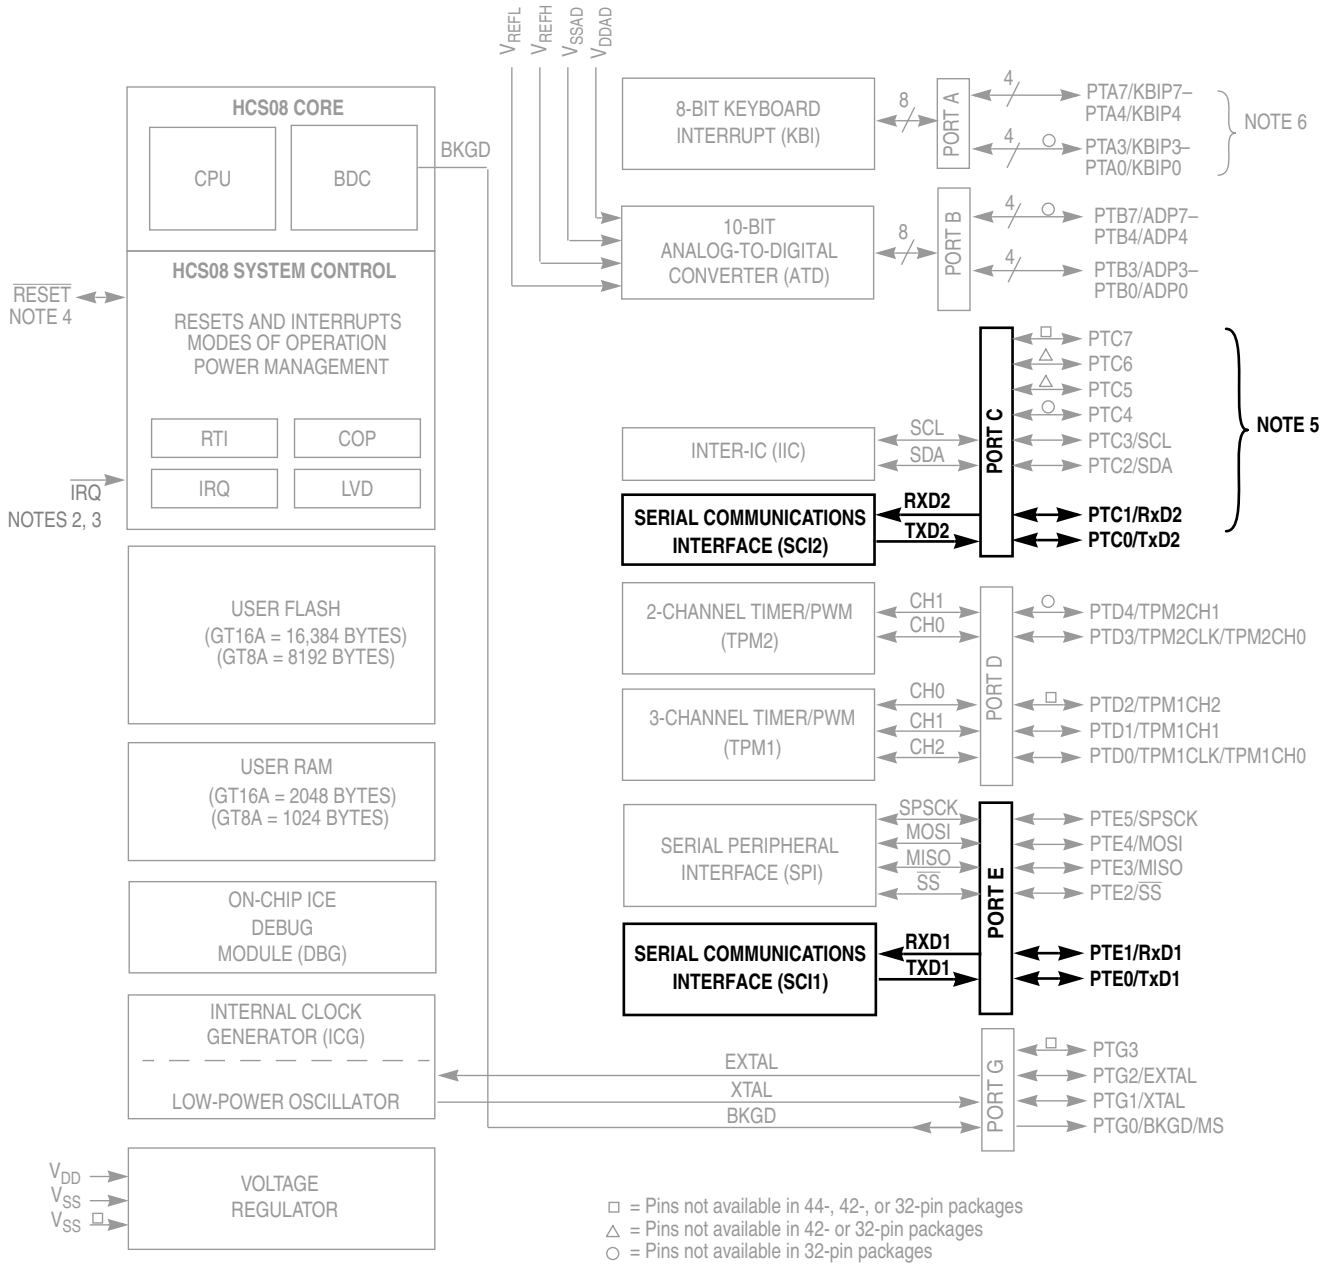 VREFL
VREFH
VSSAD
VDDAD
HCS08 CORE
CPU
BDC
BKGD
HCS08 SYSTEM CONTROL
RESET
NOTE 4
RESETS AND INTERRUPTS
MODES OF OPERATION
POWER MANAGEMENT
RTI
COP
IRQ
LVD
IRQ
NOTES 2, 3
USER FLASH
(GT16A = 16,384 BYTES)
(GT8A = 8192 BYTES)
USER RAM
(GT16A = 2048 BYTES)
(GT8A = 1024 BYTES)
ON-CHIP ICE
DEBUG
MODULE (DBG)
INTERNAL CLOCK
GENERATOR (ICG)
LOW-POWER OSCILLATOR
VDD
VSS
VSS
VOLTAGE
REGULATOR
8-BIT KEYBOARD
INTERRUPT (KBI)
8
PORT A
4
PTA7/KBIP7–
PTA4/KBIP4
4
PTA3/KBIP3–
PTA0/KBIP0
NOTE 6
10-BIT
ANALOG-TO-DIGITAL
CONVERTER (ATD)
8
PORT B
4
PTB7/ADP7–
PTB4/ADP4
4
PTB3/ADP3–
PTB0/ADP0
INTER-IC (IIC)
SCL
SDA
SERIAL COMMUNICATIONS
INTERFACE (SCI2)
RXD2
TXD2
PORT C
PTC7
PTC6
PTC5
PTC4
PTC3/SCL
PTC2/SDA
PTC1/RxD2
PTC0/TxD2
NOTE 5
2-CHANNEL TIMER/PWM
(TPM2)
CH1
CH0
3-CHANNEL TIMER/PWM
(TPM1)
CH0
CH1
CH2
PORT D
PTD4/TPM2CH1
PTD3/TPM2CLK/TPM2CH0
PTD2/TPM1CH2
PTD1/TPM1CH1
PTD0/TPM1CLK/TPM1CH0
SERIAL PERIPHERAL
INTERFACE (SPI)
SPSCK
MOSI
MISO
SS
SERIAL COMMUNICATIONS
INTERFACE (SCI1)
RXD1
TXD1
PORT E
PTE5/SPSCK
PTE4/MOSI
PTE3/MISO
PTE2/SS
PTE1/RxD1
PTE0/TxD1
EXTAL
XTAL
BKGD
PORT G
PTG3
PTG2/EXTAL
PTG1/XTAL
PTG0/BKGD/MS
= Pins not available in 44-, 42-, or 32-pin packages
= Pins not available in 42- or 32-pin packages
= Pins not available in 32-pin packages